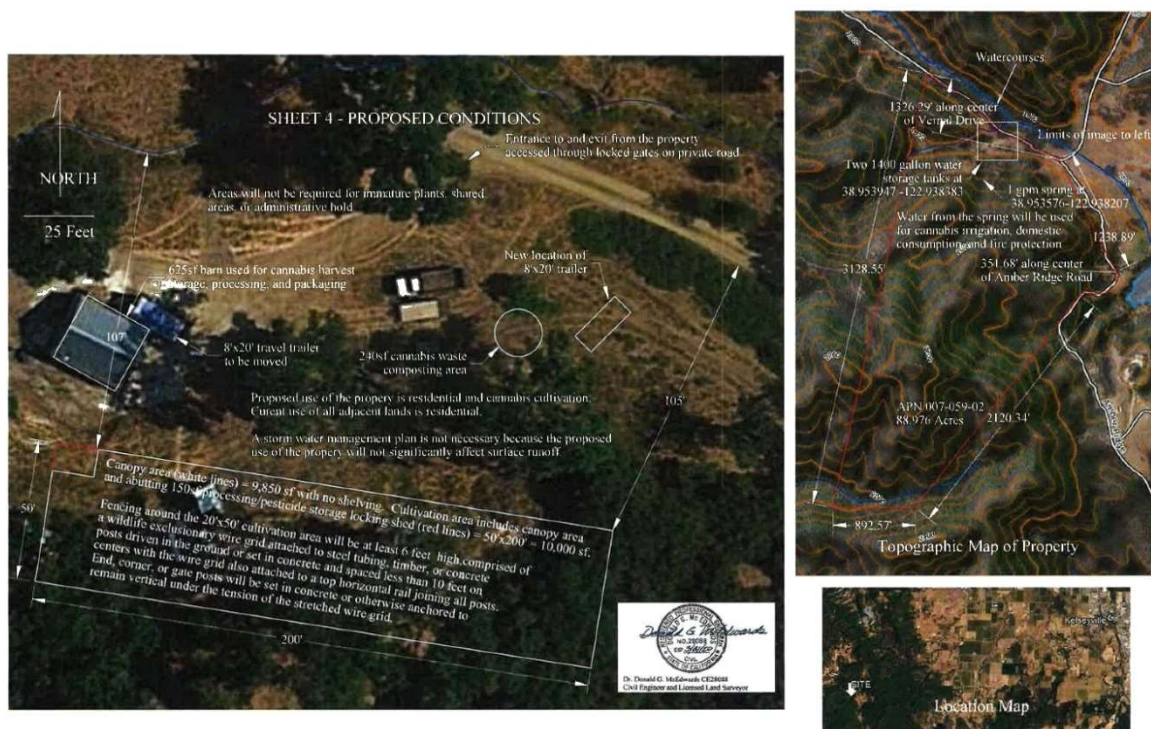 SHEET 4 - PROPOSED CONDITIONS
NORTH
25 Feet
Entrance to and exit from the property
accessed through locked gates on private road
Areas will not be required for immature plants, shared
areas, or administrative hold
625sf barn used for cannabis harvest
storage, processing, and packaging
New location of
8'x20' trailer
107'
8'x20' travel trailer
to be moved
240sf cannabis waste
composting area
105'
Proposed use of the propery is residential and cannabis cultivation.
Curent use of all adjacent lands is residential.
A storm water management plan is not necessary because the proposed
use of the propery will not significantly affect surface runoff.
Canopy area (white lines) = 9,850 sf with no shelving. Cultivation area includes canopy area
and abutting 150sf processing/pesticide storage locking shed (red lines) = 50'x200' = 10,000 sf.
Fencing around the 20'x50' cultivation area will be at least 6 feet high comprised of
a wildlife exclusionary wire grid attached to steel tubing, timber, or concrete
posts driven in the ground or set in concrete and spaced less than 10 feet on
centers with the wire grid also attached to a top horizontal rail joining all posts.
End, corner, or gate posts will be set in concrete or otherwise anchored to
remain vertical under the tension of the stretched wire grid.
50'
200'
Donald G McEdwards
NO. 28088
CIVIL
Dr. Donald G. McEdwards CE28088
Civil Engineer and Licensed Land Surveyor
Watercourses
1326.29' along center
of Vernal Drive
Limits of image to left
Two 1400 gallon water
storage tanks at
38.953947 -122.938383
1 gpm spring at
38.953576-122.938207
Water from the spring will be used
for cannabis irrigation, domestic
consumption, and fire protection
1238.89'
351.68' along center
of Amber Ridge Road
3128.55'
APN 007-059-02
88.976 Acres
2120.34'
892.57'
Topographic Map of Property
Kelseyville
SITE
Location Map